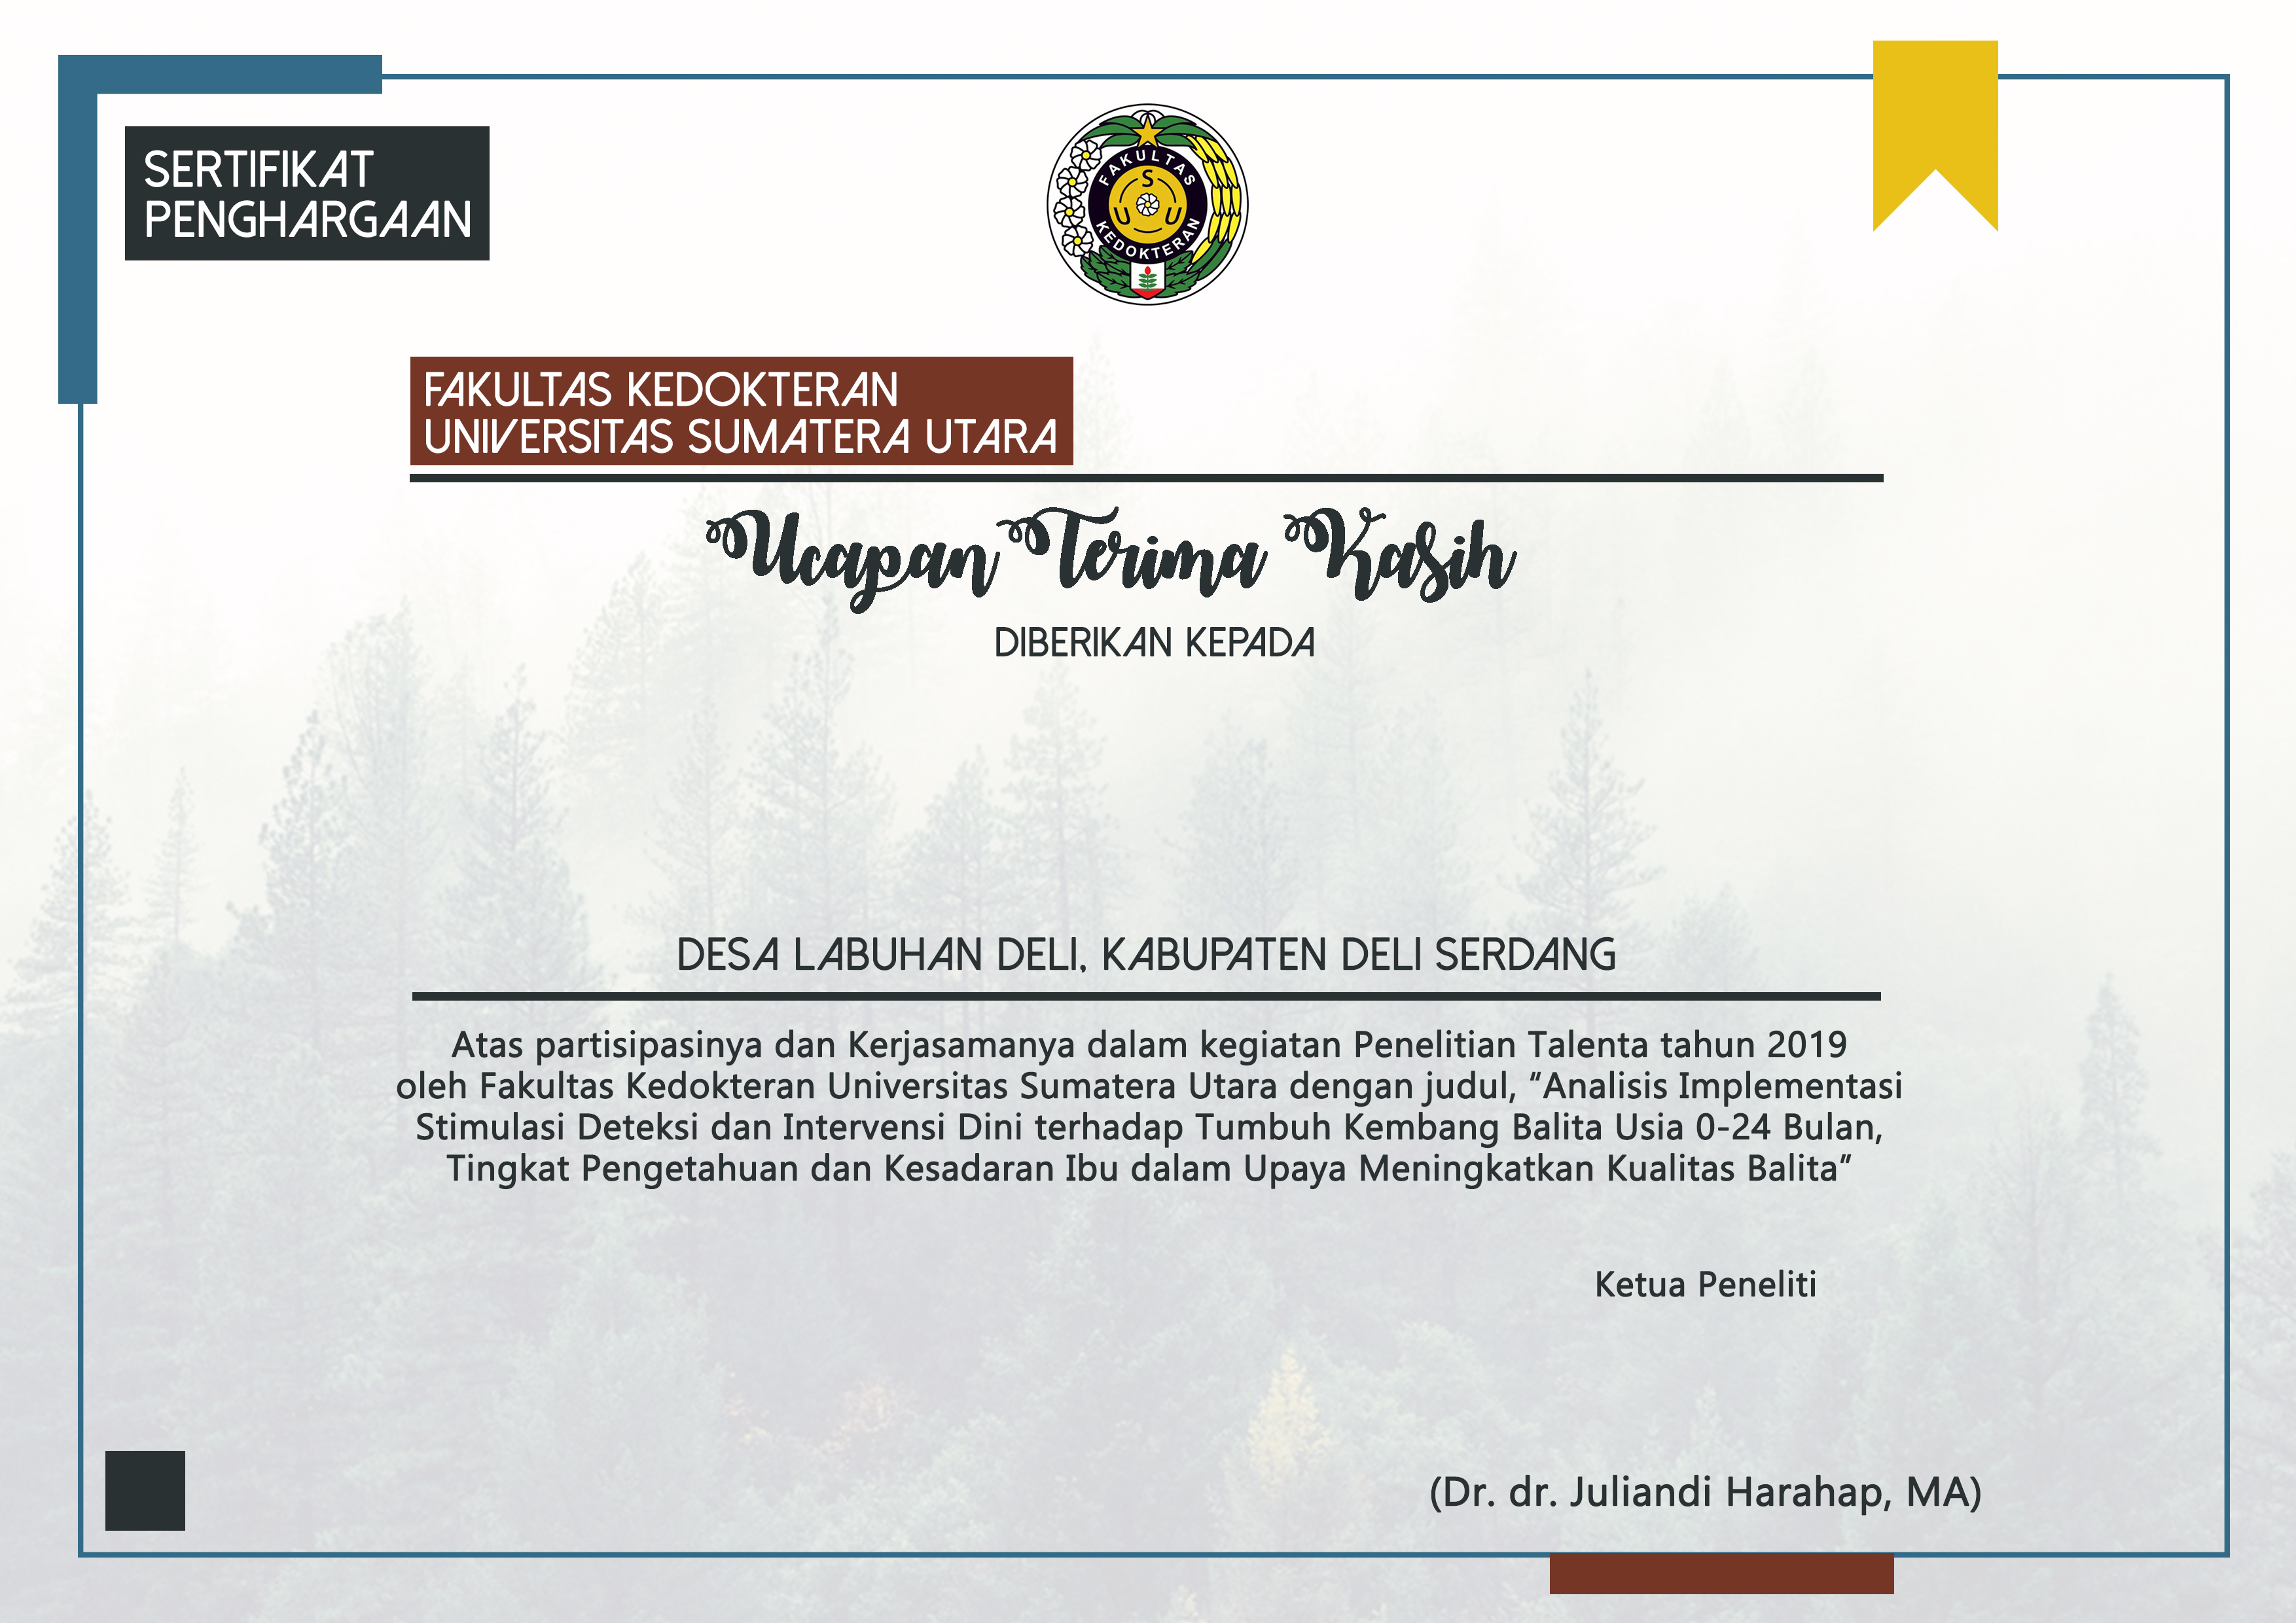 SERTIFIKAT
PENGHARGAAN
FAKULTAS
S
U U
KEDOKTERAN
FAKULTAS KEDOKTERAN
UNIVERSITAS SUMATERA UTARA
Ucapan Terima Kasih
DIBERIKAN KEPADA
DESA LABUHAN DELI, KABUPATEN DELI SERDANG
Atas partisipasinya dan Kerjasamanya dalam kegiatan Penelitian Talenta tahun 2019
oleh Fakultas Kedokteran Universitas Sumatera Utara dengan judul, “Analisis Implementasi
Stimulasi Deteksi dan Intervensi Dini terhadap Tumbuh Kembang Balita Usia 0-24 Bulan,
Tingkat Pengetahuan dan Kesadaran Ibu dalam Upaya Meningkatkan Kualitas Balita”
Ketua Peneliti
(Dr. dr. Juliandi Harahap, MA)